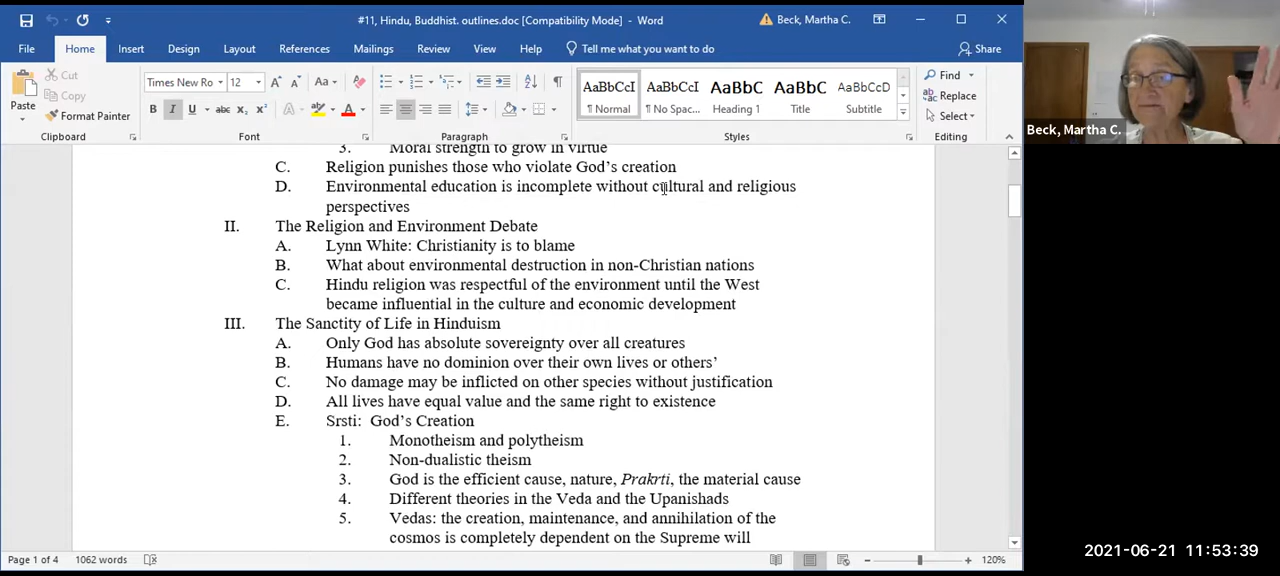 #11, Hindu, Buddhist. outlines.doc [Compatibility Mode] - Word
Beck, Martha C.
File Home Insert Design Layout References Mailings Review View Help Tell me what you want to do Share
Paste
Cut
Copy
Format Painter
Clipboard
Times New Ro 12 Aa
B I U abc X₂ X²
Font
Paragraph
AaBbCcI AaBbCcI AaBbC AaBbC AaBbCcD
¶ Normal ¶ No Spac... Heading 1 Title Subtitle
Styles
Find
Replace
Select
Editing
Beck, Martha C.
3. Moral strength to grow in virtue
C. Religion punishes those who violate God's creation
D. Environmental education is incomplete without cultural and religious
perspectives
II. The Religion and Environment Debate
A. Lynn White: Christianity is to blame
B. What about environmental destruction in non-Christian nations
C. Hindu religion was respectful of the environment until the West
became influential in the culture and economic development
III. The Sanctity of Life in Hinduism
A. Only God has absolute sovereignty over all creatures
B. Humans have no dominion over their own lives or others'
C. No damage may be inflicted on other species without justification
D. All lives have equal value and the same right to existence
E. Srsti: God's Creation
1. Monotheism and polytheism
2. Non-dualistic theism
3. God is the efficient cause, nature, Prakrti, the material cause
4. Different theories in the Veda and the Upanishads
5. Vedas: the creation, maintenance, and annihilation of the
cosmos is completely dependent on the Supreme will
Page 1 of 4 1062 words 120%
2021-06-21 11:53:39